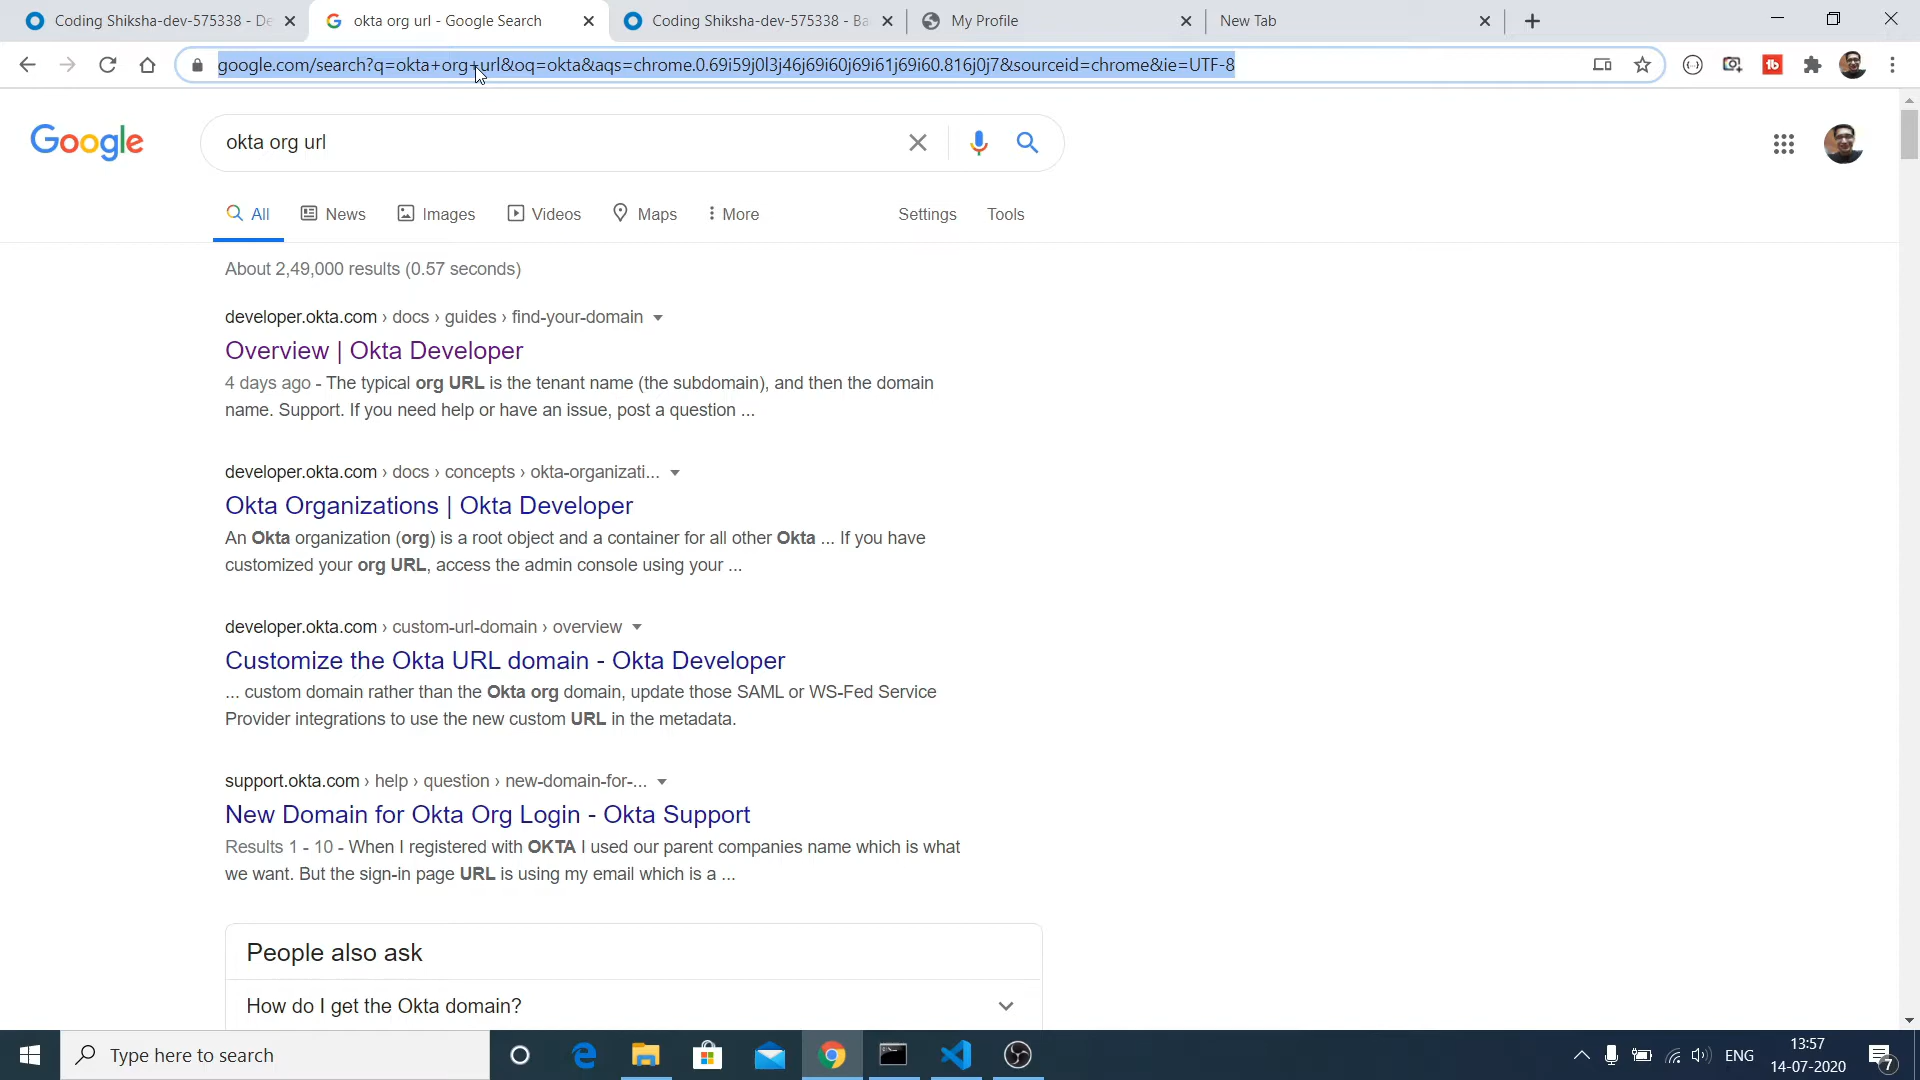 Coding Shiksha-dev-575338 - De
okta org url - Google Search
Coding Shiksha-dev-575338 - Ba
My Profile
New Tab
google.com/search?q=okta+org+url&oq=okta&aqs=chrome.0.69i59j0l3j46j69i60j69i61j69i60.816j0j7&sourceid=chrome&ie=UTF-8
Google
okta org url
All
News
Images
Videos
Maps
More
Settings
Tools
About 2,49,000 results (0.57 seconds)
developer.okta.com › docs › guides › find-your-domain
Overview | Okta Developer
4 days ago - The typical org URL is the tenant name (the subdomain), and then the domain
name. Support. If you need help or have an issue, post a question ...
developer.okta.com › docs › concepts › okta-organizati...
Okta Organizations | Okta Developer
An Okta organization (org) is a root object and a container for all other Okta ... If you have
customized your org URL, access the admin console using your ...
developer.okta.com › custom-url-domain › overview
Customize the Okta URL domain - Okta Developer
... custom domain rather than the Okta org domain, update those SAML or WS-Fed Service
Provider integrations to use the new custom URL in the metadata.
support.okta.com › help › question › new-domain-for-...
New Domain for Okta Org Login - Okta Support
Results 1 - 10 - When I registered with OKTA I used our parent companies name which is what
we want. But the sign-in page URL is using my email which is a ...
People also ask
How do I get the Okta domain?
Type here to search
ENG
13:57
14-07-2020
7